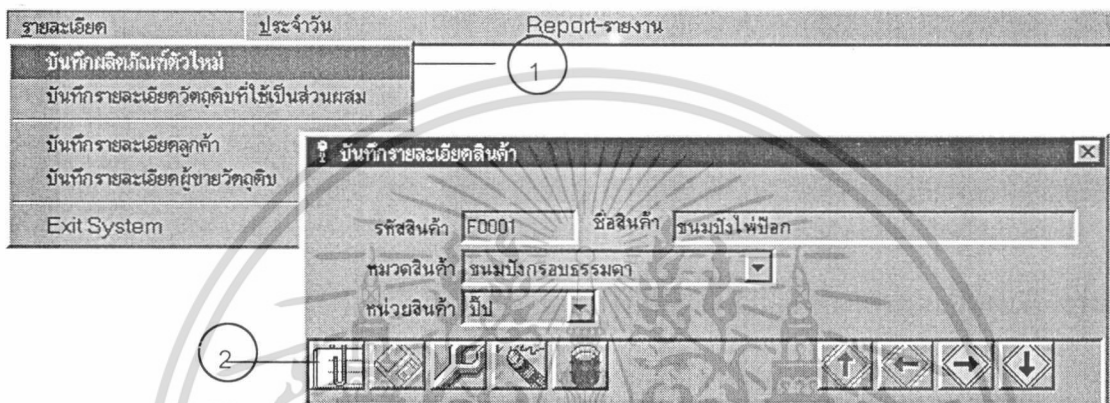 รายละเอียด ประจำวัน Report-รายงาน
บันทึกผลิตภัณฑ์ตัวใหม่
1
บันทึกรายละเอียดวัตถุดิบที่ใช้เป็นส่วนผสม
บันทึกรายละเอียดลูกค้า
บันทึกรายละเอียดผู้ขายวัตถุดิบ
Exit System
บันทึกรายละเอียดสินค้า
รหัสสินค้า F0001 ชื่อสินค้า ขนมปังไพ่ป๊อก
หมวดสินค้า ขนมปังกรอบธรรมดา
หน่วยสินค้า ปี๊ป
2